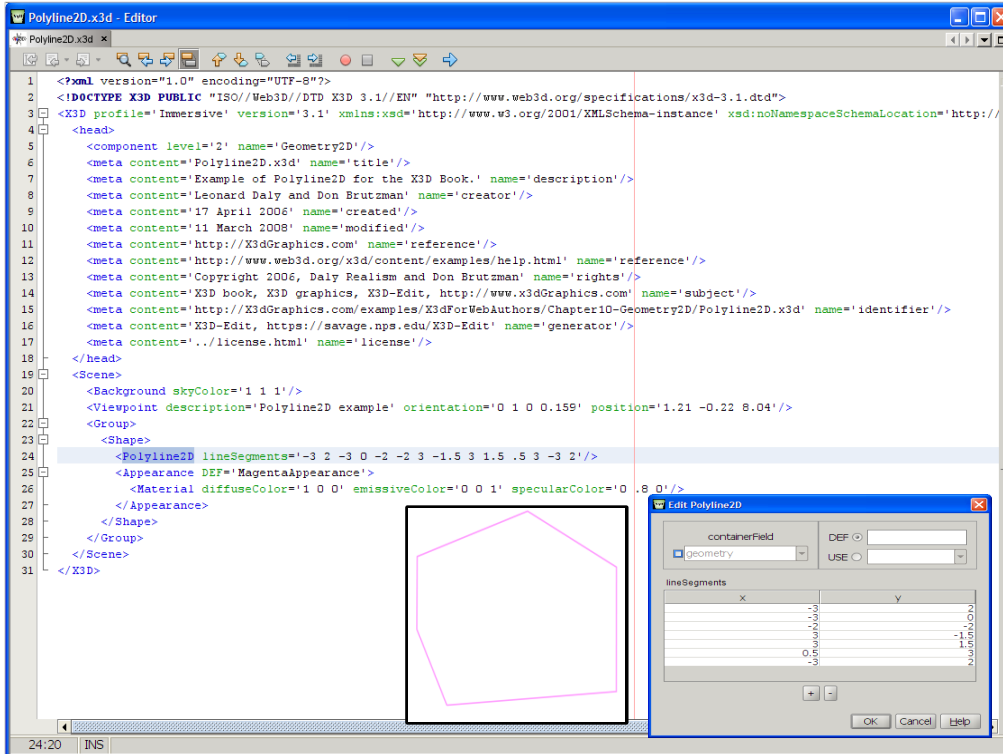 Polyline2D.x3d - Editor
Polyline2D.x3d
1 <?xml version="1.0" encoding="UTF-8"?>
2 <!DOCTYPE X3D PUBLIC "ISO//Web3D//DTD X3D 3.1//EN" "http://www.web3d.org/specifications/x3d-3.1.dtd">
3 <X3D profile='Immersive' version='3.1' xmlns:xsd='http://www.w3.org/2001/XMLSchema-instance' xsd:noNamespaceSchemaLocation='http://
4 <head>
5 <component level='2' name='Geometry2D'/>
6 <meta content='Polyline2D.x3d' name='title'/>
7 <meta content='Example of Polyline2D for the X3D Book.' name='description'/>
8 <meta content='Leonard Daly and Don Brutzman' name='creator'/>
9 <meta content='17 April 2006' name='created'/>
10 <meta content='11 March 2008' name='modified'/>
11 <meta content='http://X3dGraphics.com' name='reference'/>
12 <meta content='http://www.web3d.org/x3d/content/examples/help.html' name='reference'/>
13 <meta content='Copyright 2006, Daly Realism and Don Brutzman' name='rights'/>
14 <meta content='X3D book, X3D graphics, X3D-Edit, http://www.x3dGraphics.com' name='subject'/>
15 <meta content='http://X3dGraphics.com/examples/X3dForWebAuthors/Chapter10-Geometry2D/Polyline2D.x3d' name='identifier'/>
16 <meta content='X3D-Edit, https://savage.nps.edu/X3D-Edit' name='generator'/>
17 <meta content='../license.html' name='license'/>
18 </head>
19 <Scene>
20 <Background skyColor='1 1 1'/>
21 <Viewpoint description='Polyline2D example' orientation='0 1 0 0.159' position='1.21 -0.22 8.04'/>
22 <Group>
23 <Shape>
24 <Polyline2D lineSegments='-3 2 -3 0 -2 -2 3 -1.5 3 1.5 .5 3 -3 2'/>
25 <Appearance DEF='MagentaAppearance'>
26 <Material diffuseColor='1 0 0' emissiveColor='0 0 1' specularColor='0 .8 0'/>
27 </Appearance>
28 </Shape>
29 </Group>
30 </Scene>
31 </X3D>
Edit Polyline2D
containerField
geometry
DEF
USE
lineSegments
x y
-3 2
-3 0
-2 -2
3 -1.5
3 1.5
0.5 3
-3 2
+ -
OK Cancel Help
24:20 INS